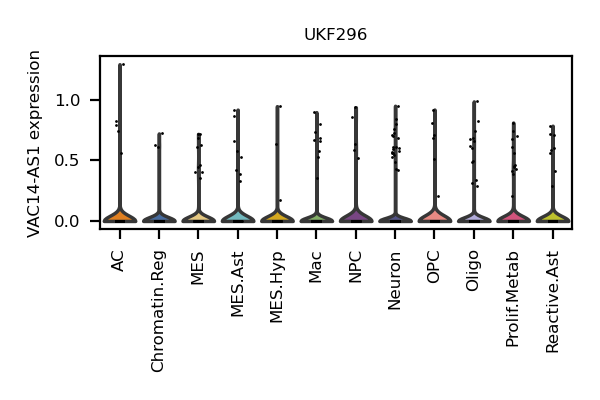 UKF296
VAC14-AS1 expression
1.0
0.5
0.0
AC
Chromatin.Reg
MES
MES.Ast
MES.Hyp
Mac
NPC
Neuron
OPC
Oligo
Prolif.Metab
Reactive.Ast